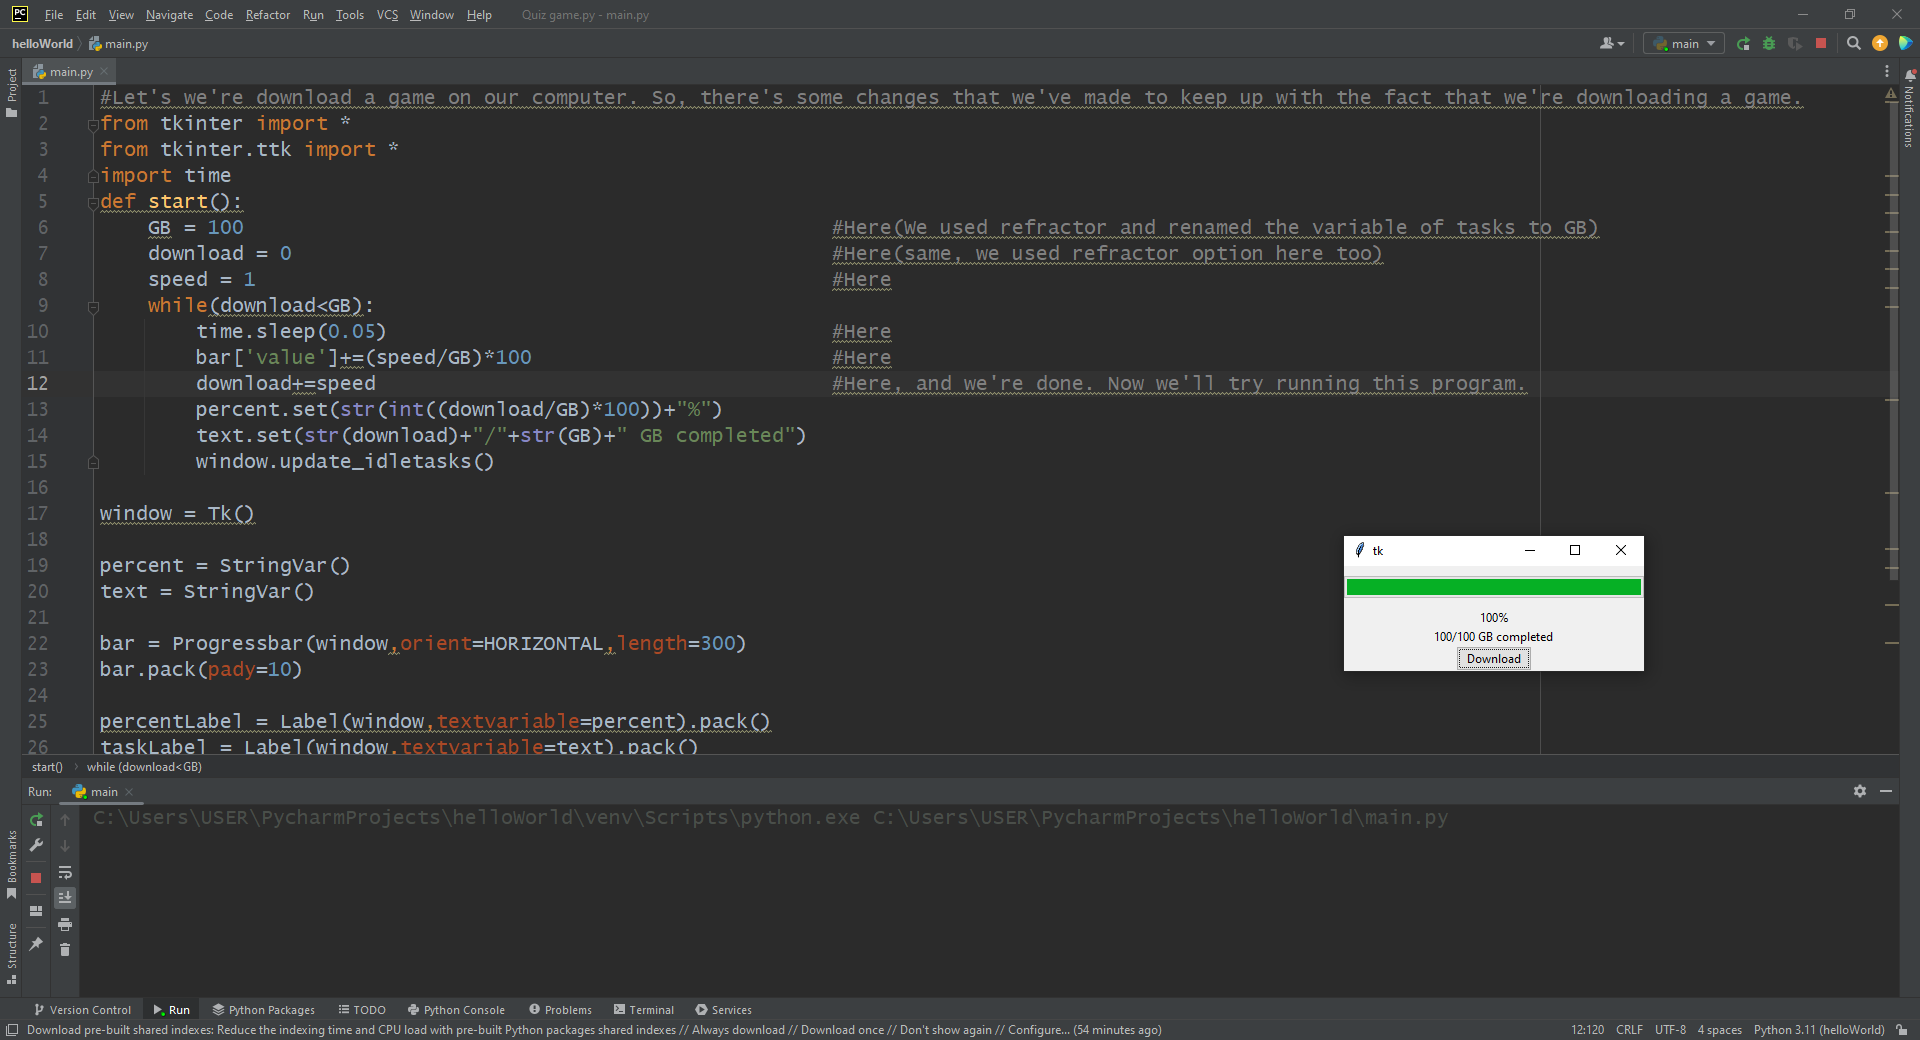 PC File Edit View Navigate Code Refactor Run Tools VCS Window Help Quiz game.py - main.py
helloWorld main.py main
main.py
Project
Notifications
1 #Let's we're download a game on our computer. So, there's some changes that we've made to keep up with the fact that we're downloading a game.
2 from tkinter import *
3 from tkinter.ttk import *
4 import time
5 def start():
6 GB = 100 #Here(We used refractor and renamed the variable of tasks to GB)
7 download = 0 #Here(same, we used refractor option here too)
8 speed = 1 #Here
9 while(download<GB):
10 time.sleep(0.05) #Here
11 bar['value']+=(speed/GB)*100 #Here
12 download+=speed #Here, and we're done. Now we'll try running this program.
13 percent.set(str(int((download/GB)*100))+"%")
14 text.set(str(download)+"/"+str(GB)+" GB completed")
15 window.update_idletasks()
16
17 window = Tk()
18
19 percent = StringVar()
20 text = StringVar()
21
22 bar = Progressbar(window,orient=HORIZONTAL,length=300)
23 bar.pack(pady=10)
24
25 percentLabel = Label(window,textvariable=percent).pack()
26 taskLabel = Label(window,textvariable=text).pack()
tk
100%
100/100 GB completed
Download
start() while (download<GB)
Run: main
C:\Users\USER\PycharmProjects\helloWorld\venv\Scripts\python.exe C:\Users\USER\PycharmProjects\helloWorld\main.py
Bookmarks
Structure
Version Control Run Python Packages TODO Python Console Problems Terminal Services
Download pre-built shared indexes: Reduce the indexing time and CPU load with pre-built Python packages shared indexes // Always download // Download once // Don't show again // Configure... (54 minutes ago) 12:120 CRLF UTF-8 4 spaces Python 3.11 (helloWorld)